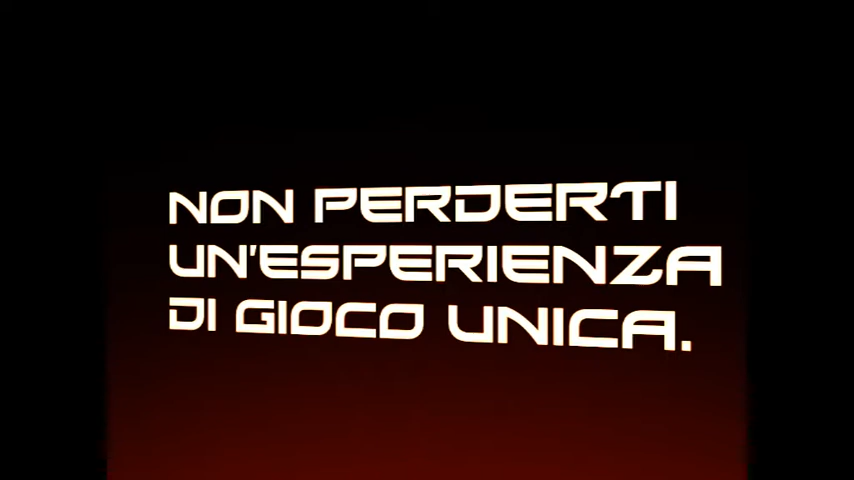 NON PERDERTI
UN'ESPERIENZA
DI GIOCO UNICA.